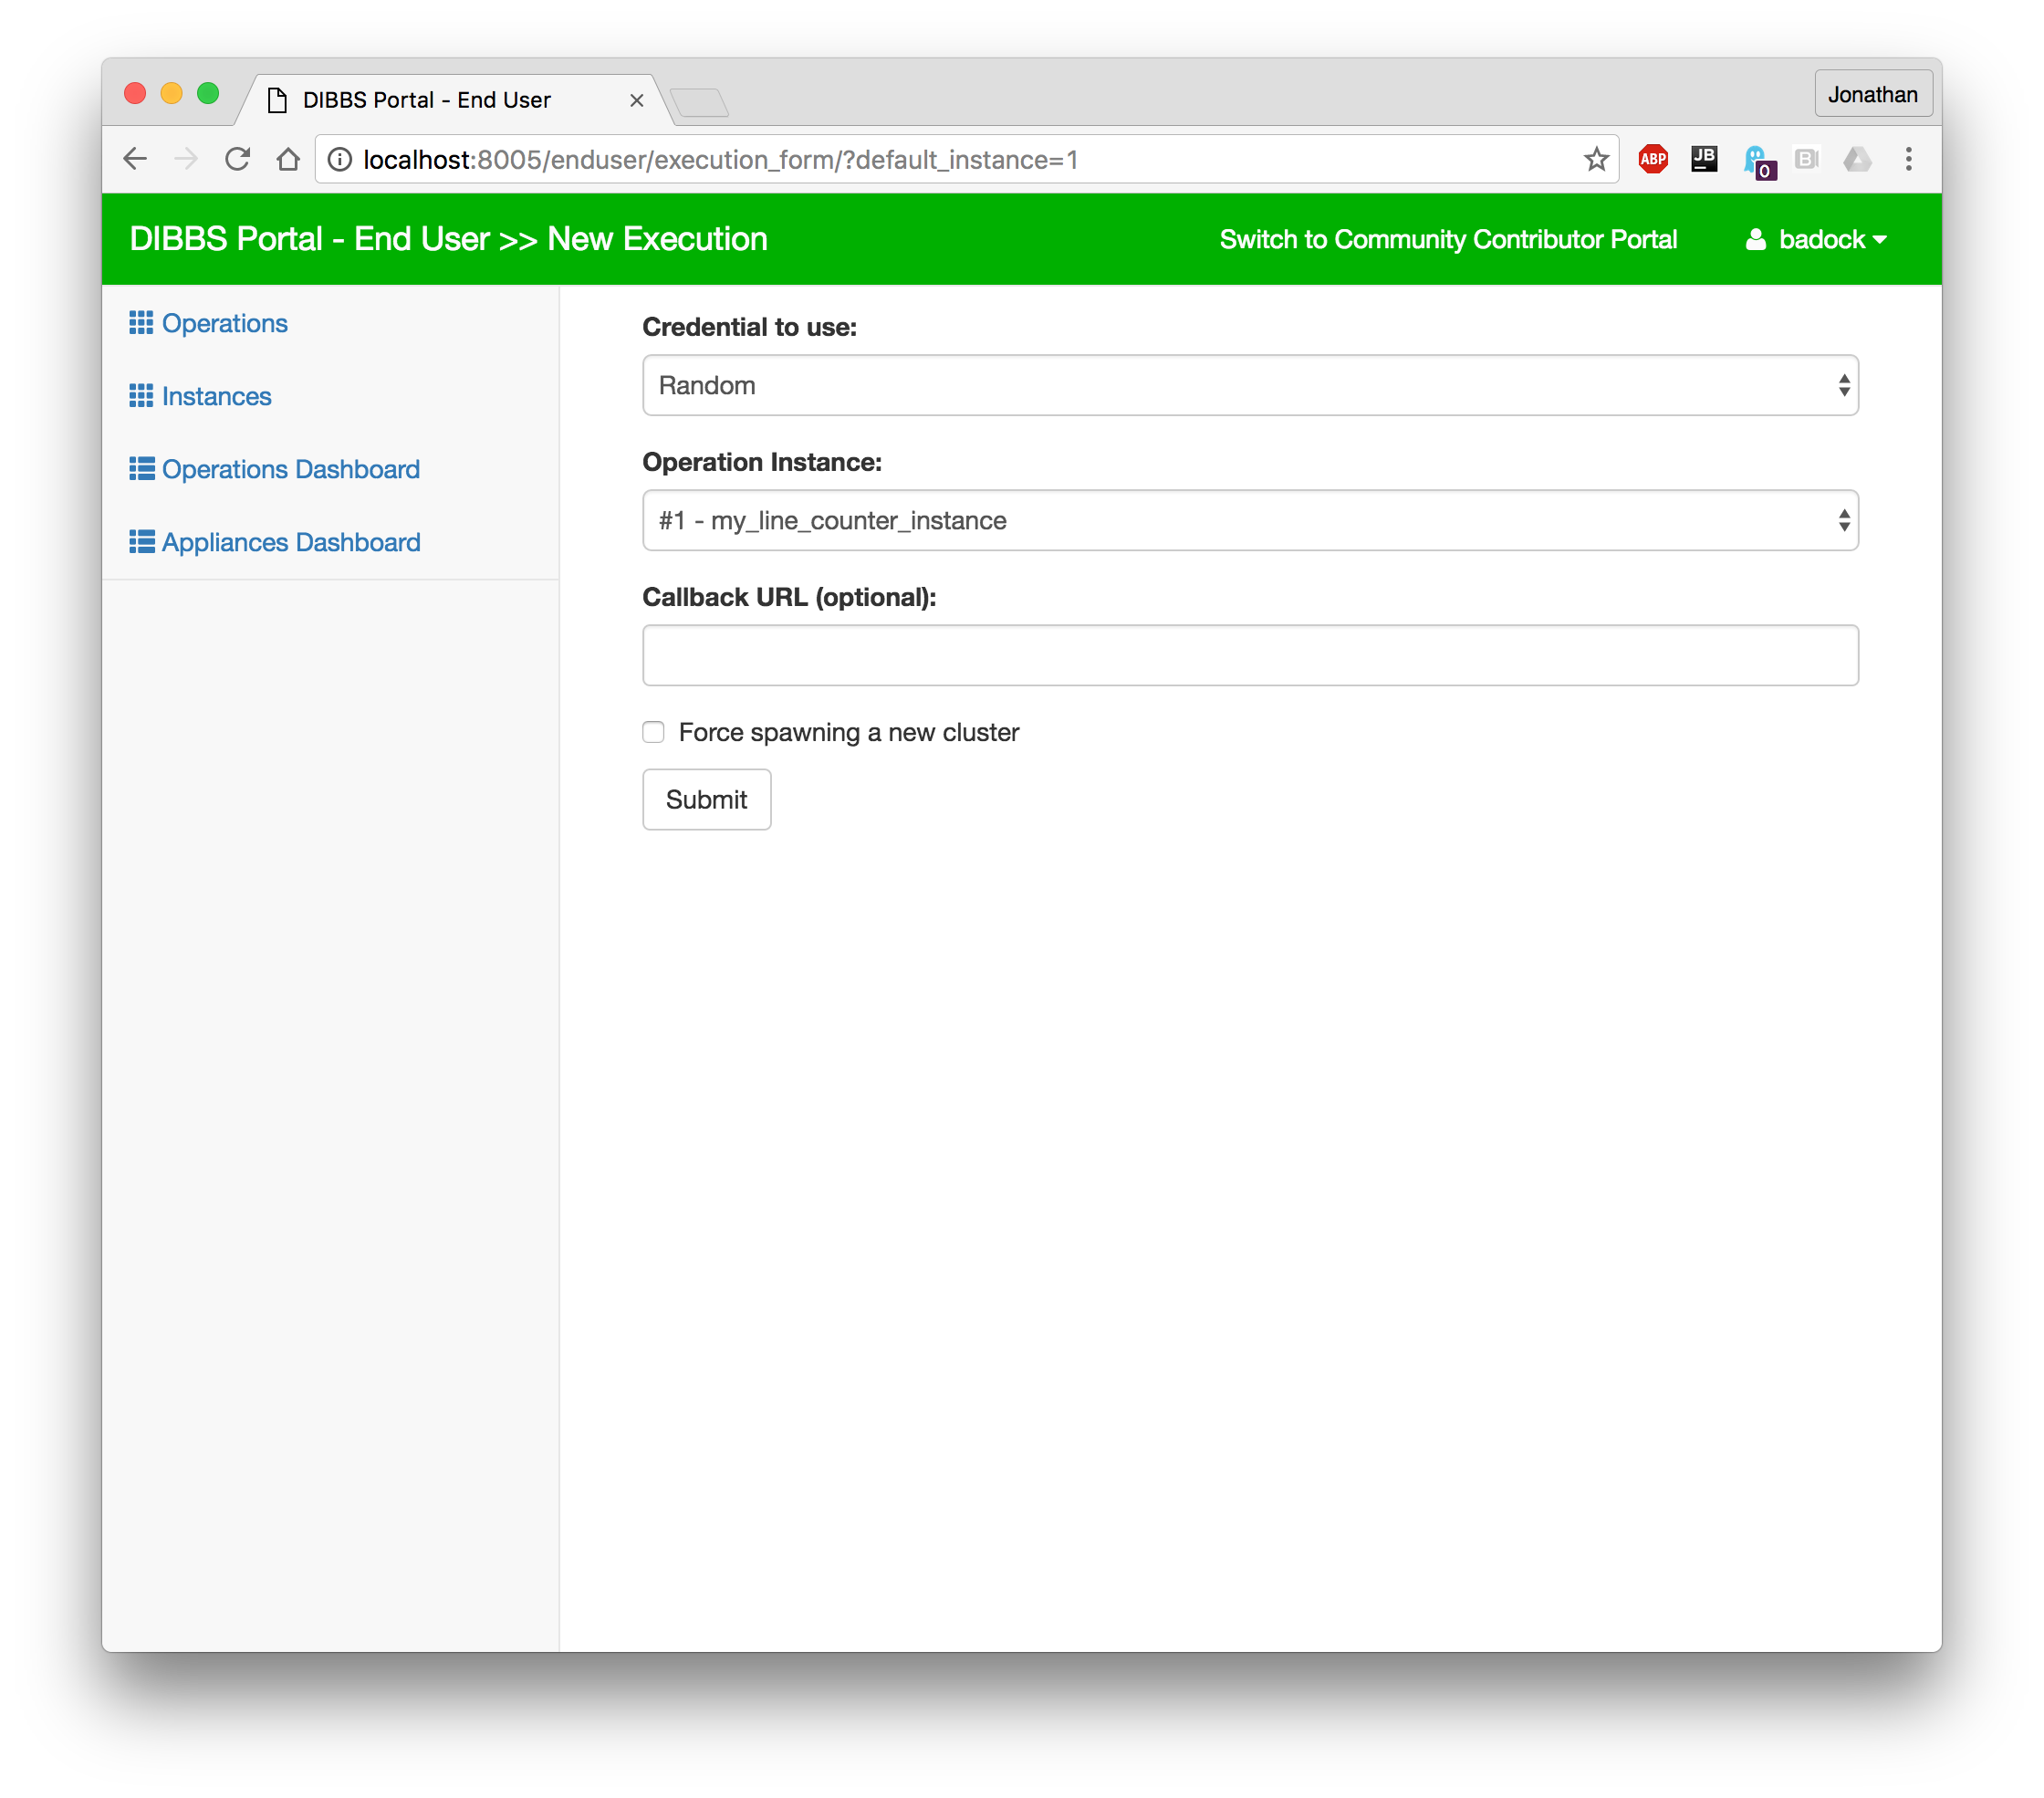 DIBBS Portal - End User
Jonathan
localhost:8005/enduser/execution_form/?default_instance=1
ABP
JB
0
B
DIBBS Portal - End User >> New Execution
Switch to Community Contributor Portal
badock
Operations
Instances
Operations Dashboard
Appliances Dashboard
Credential to use:
Random
Operation Instance:
#1 - my_line_counter_instance
Callback URL (optional):
Force spawning a new cluster
Submit